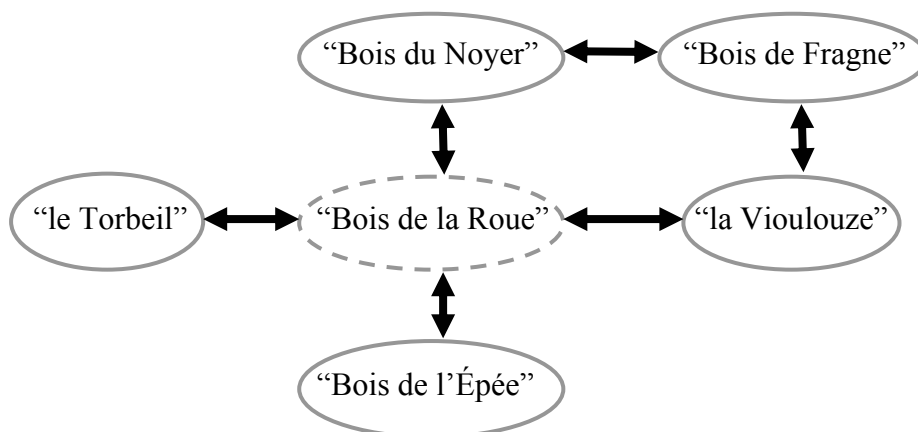 “Bois du Noyer”
“Bois de Fragne”
“le Torbeil”
“Bois de la Roue”
“la Vioulouze”
“Bois de l’Épée”